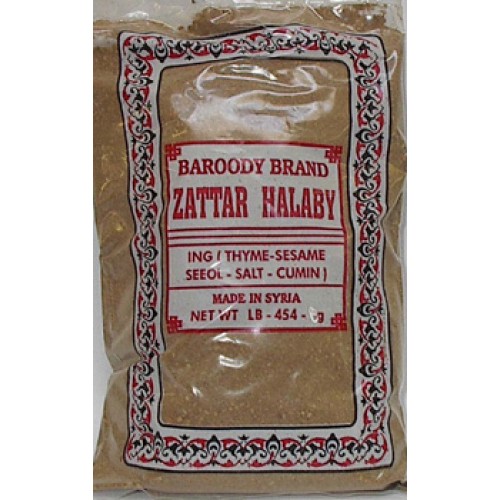 BAROODY BRAND
ZATTAR HALABY
ING ( THYME-SESAME
SEEOL - SALT - CUMIN )
MADE IN SYRIA
NET WT LB - 454 - g